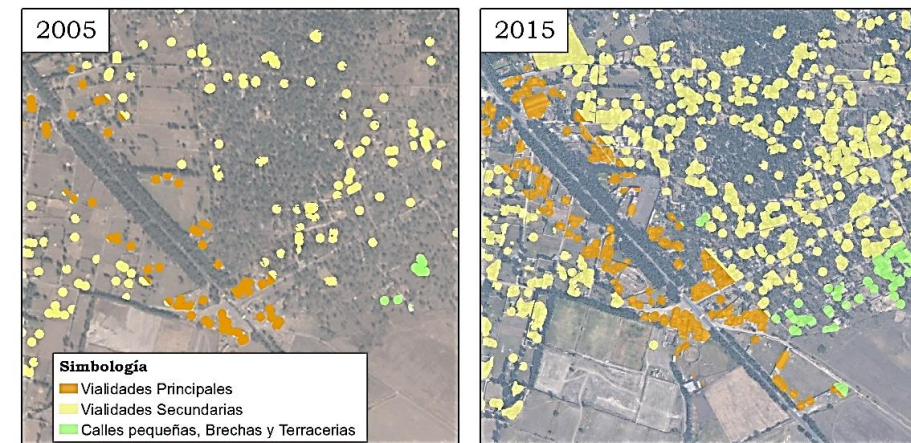 2005
2015
Simbología
Vialidades Principales
Vialidades Secundarias
Calles pequeñas, Brechas y Terracerias